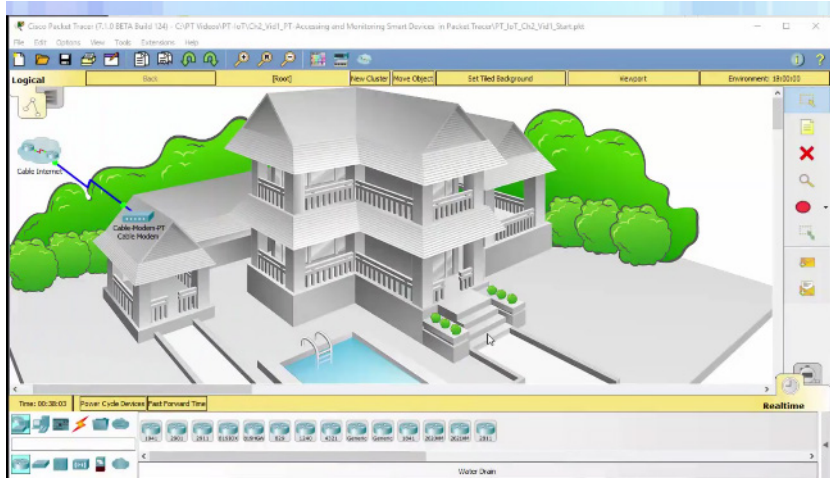 Cisco Packet Tracer (7.1.0 BETA Build 124) - C:\PT Videos\PT-IoT\Ch2_Vid1_PT-Accessing and Monitoring Smart Devices in Packet Tracer\PT_IoT_Ch2_Vid1_Start.pkt
File Edit Options View Tools Extensions Help
Logical Back [Root] New Cluster Move Object Set Tiled Background Viewport Environment: 19:00:00
Cable Internet
Cable-Modem-PT
Cable Modem
Time: 00:38:03 Power Cycle Devices Fast Forward Time Realtime
1941 2901 2911 819IOX 819HGW 829 1240 4321 Generic Generic 1841 2620XM 2621XM 2811
Water Drain